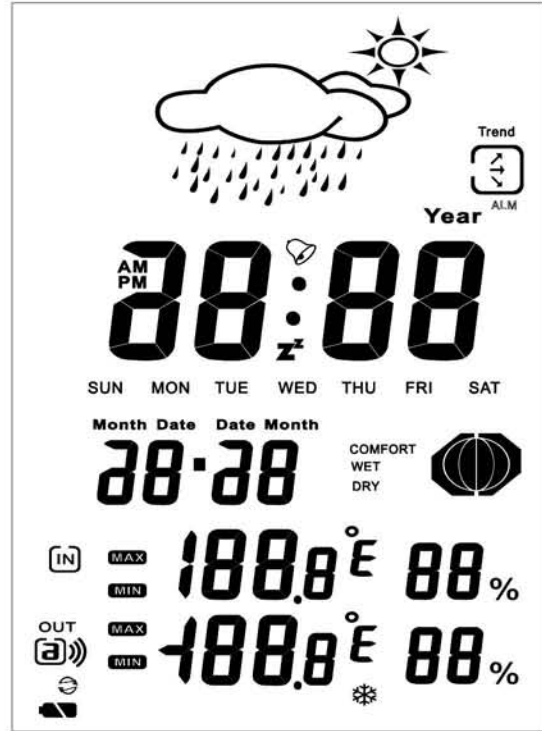 Trend
AL.M
Year
AM
PM
88:88
zz
SUN MON TUE WED THU FRI SAT
Month Date Date Month
88·88
COMFORT
WET
DRY
IN MAX MIN 188.8°E 88%
OUT MAX MIN -188.8°E 88%